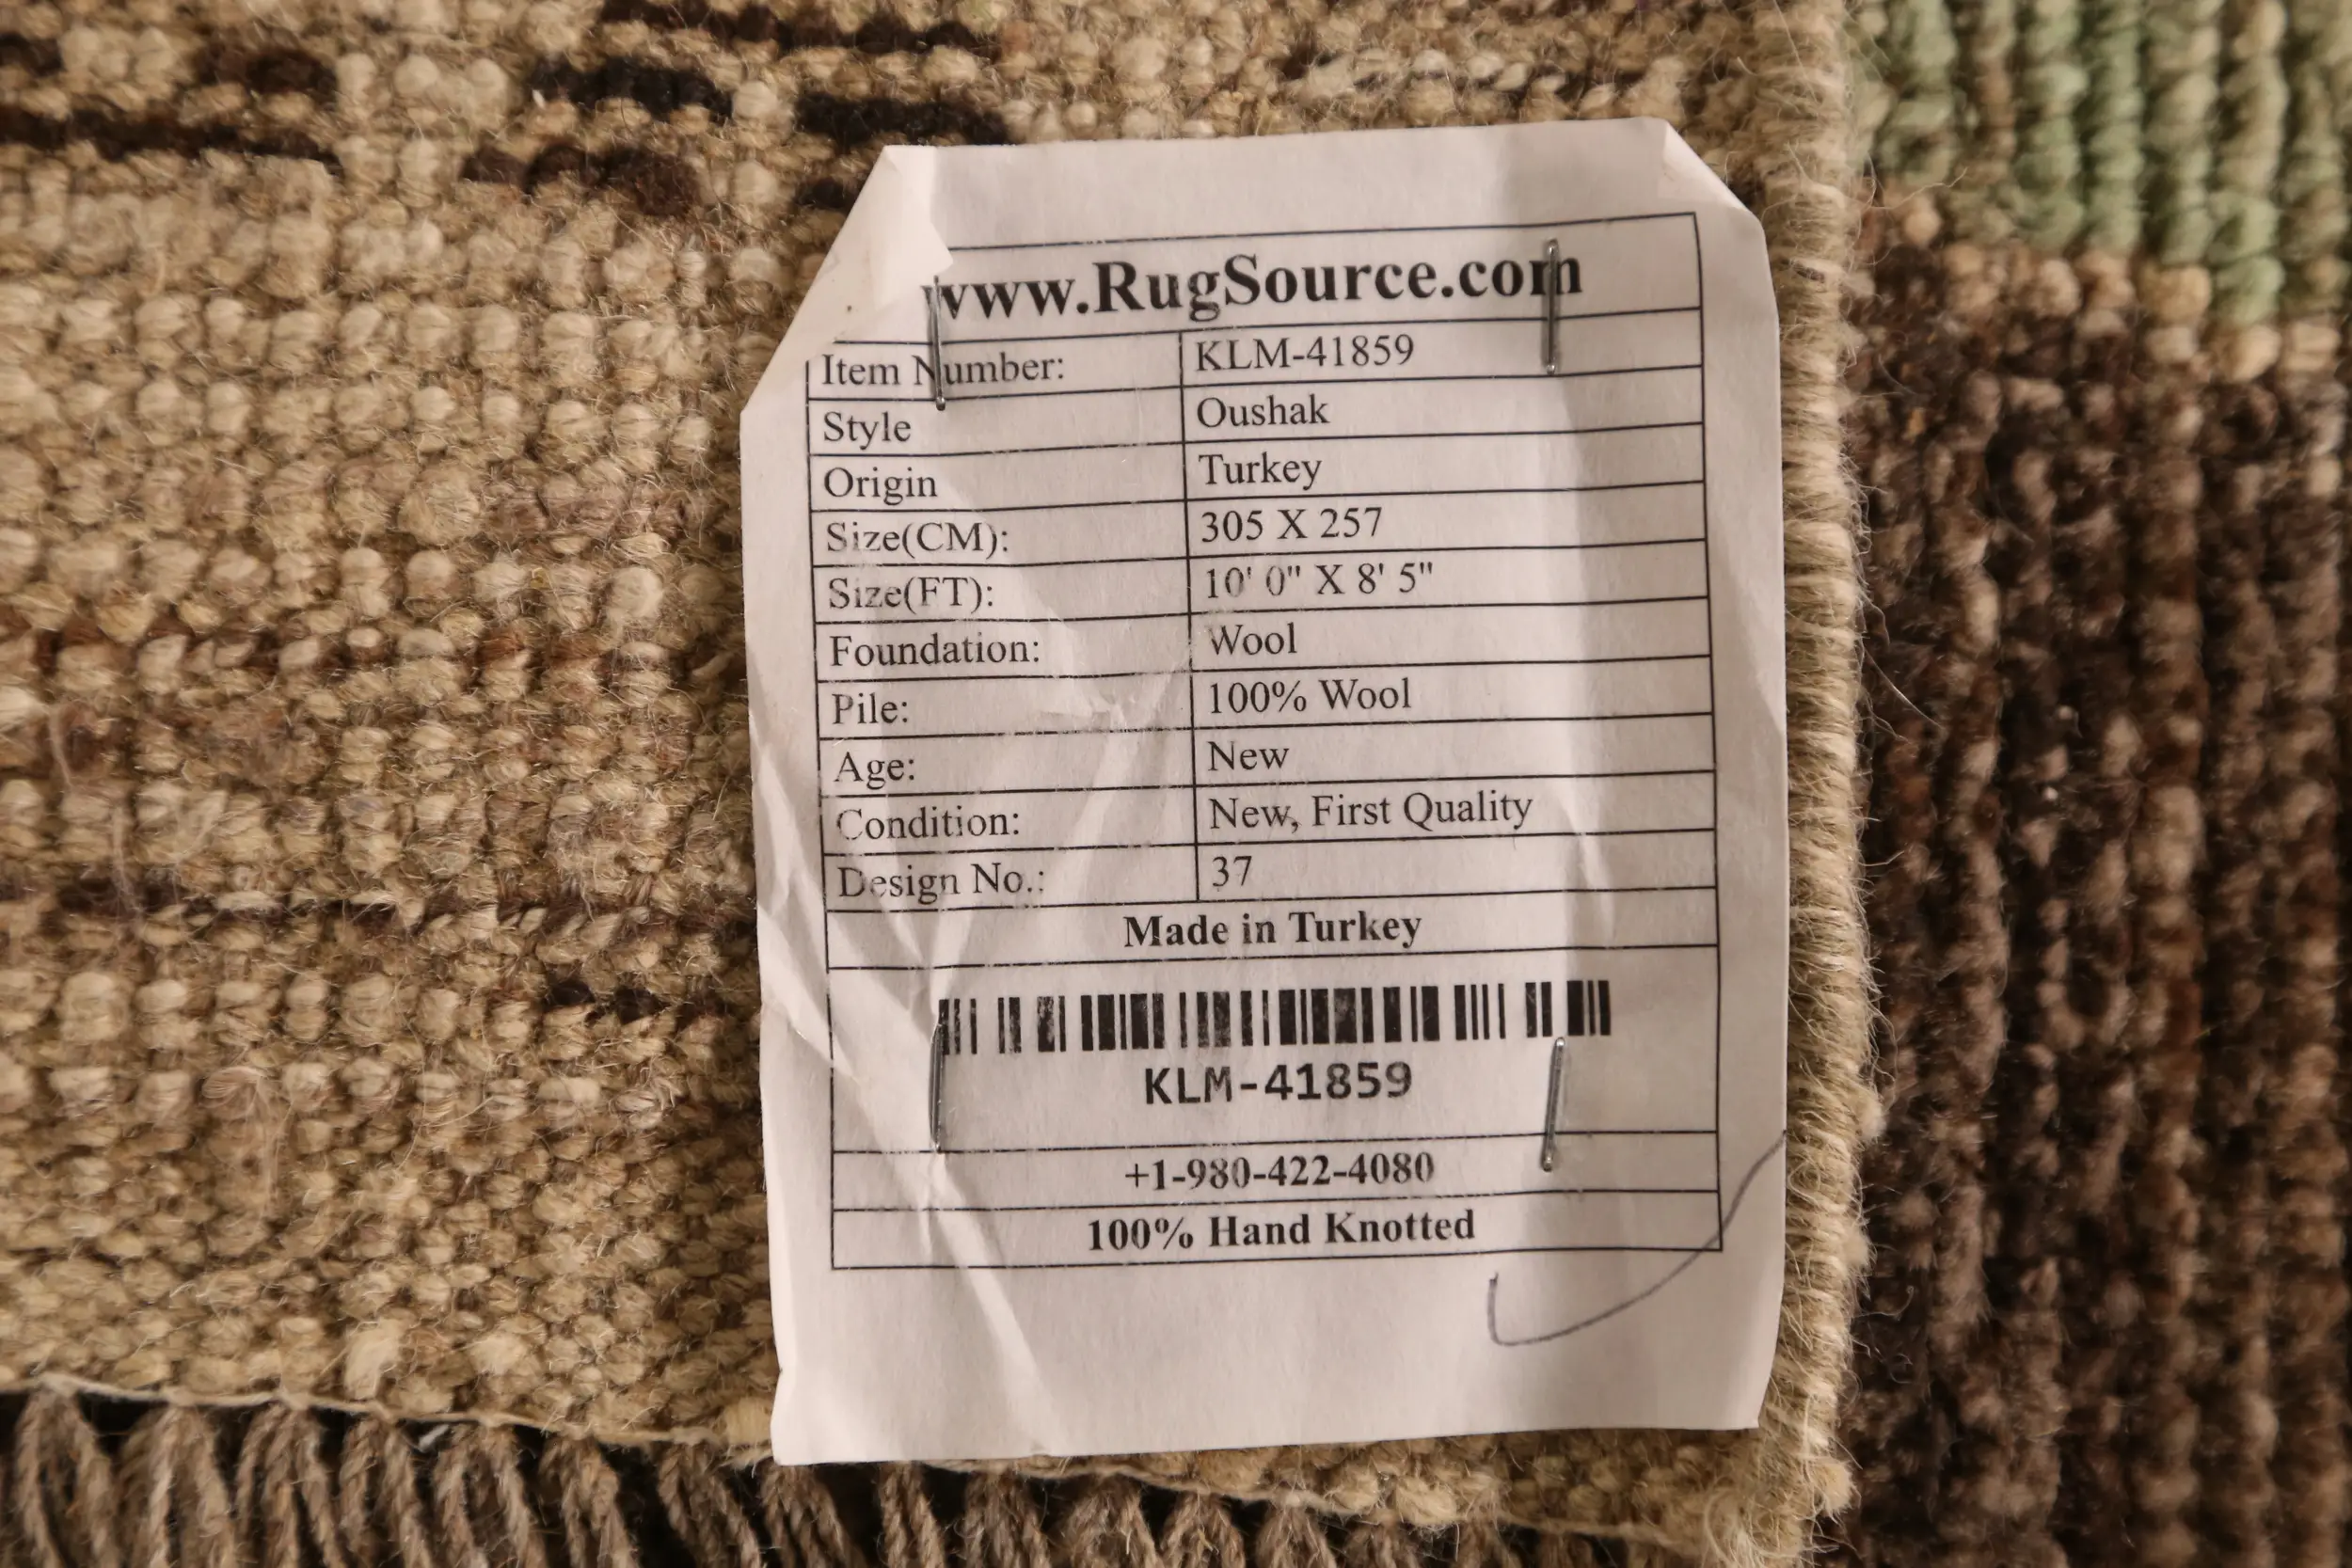 www.RugSource.com
Item Number: KLM-41859
Style Oushak
Origin Turkey
Size(CM): 305 X 257
Size(FT): 10' 0" X 8' 5"
Foundation: Wool
Pile: 100% Wool
Age: New
Condition: New, First Quality
Design No.: 37
Made in Turkey
KLM-41859
+1-980-422-4080
100% Hand Knotted